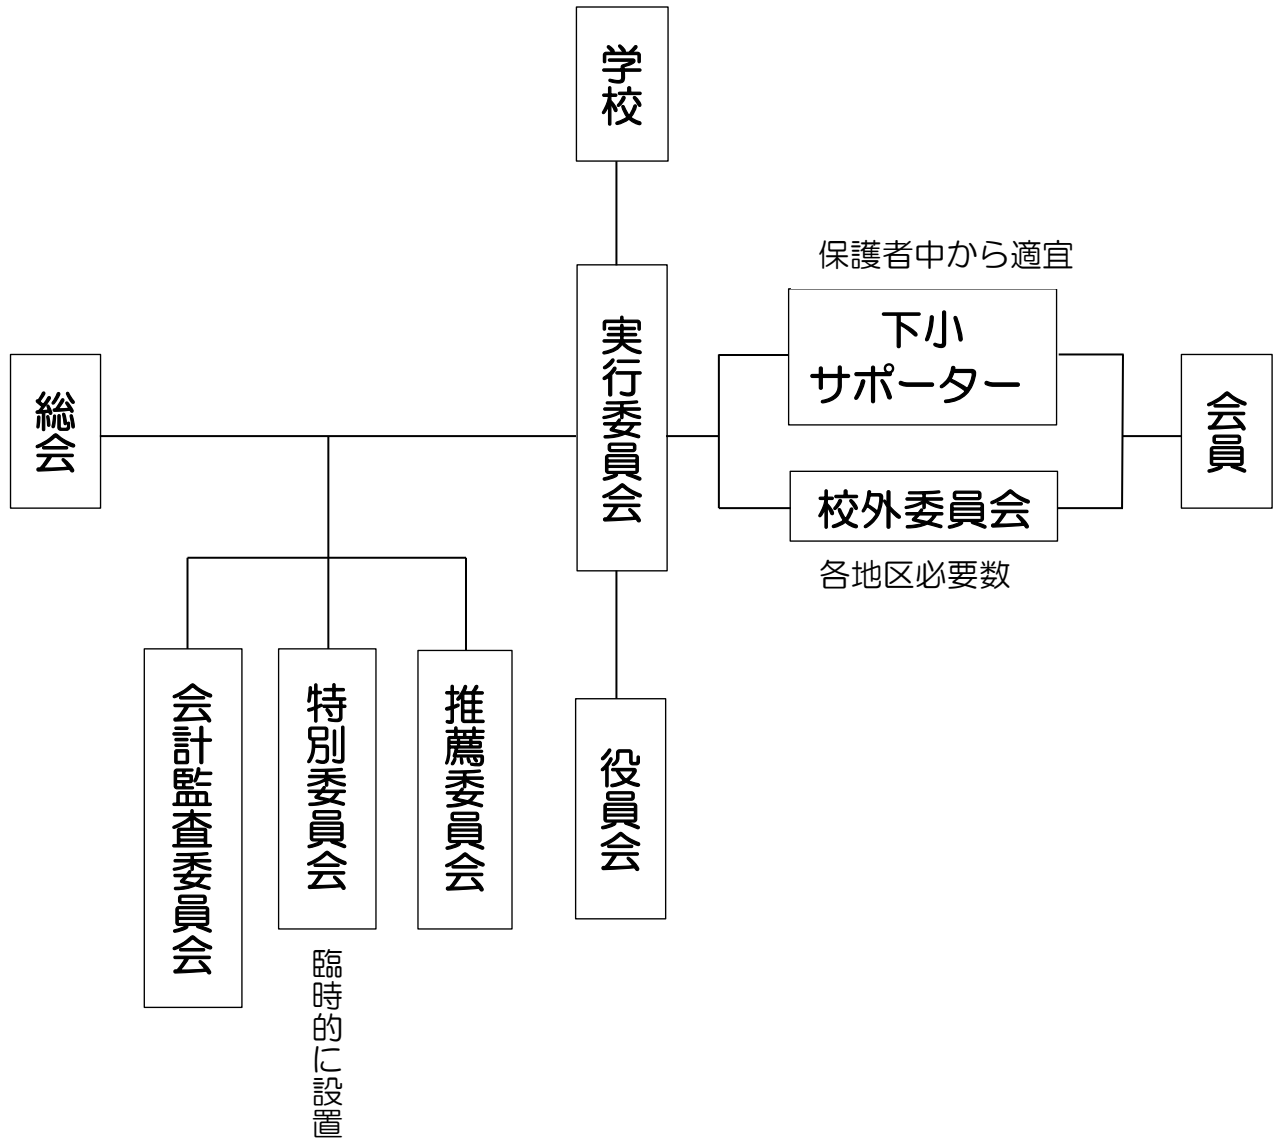 学校
保護者中から適宜
下小
サポーター
実行委員会
総会
会員
校外委員会
各地区必要数
会計監査委員会
特別委員会
推薦委員会
役員会
臨時的に設置